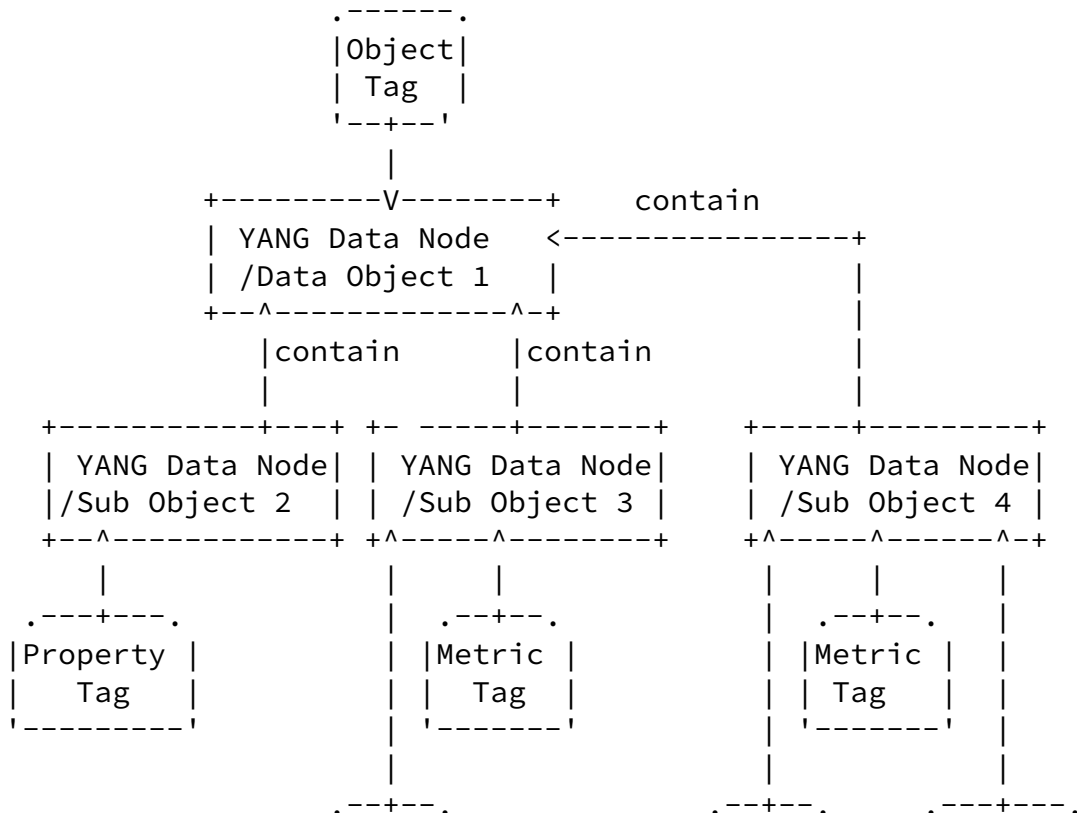 Object
Tag
contain
YANG Data Node
/Data Object 1
contain contain
YANG Data Node YANG Data Node YANG Data Node
/Sub Object 2 /Sub Object 3 /Sub Object 4
Property Metric Metric
Tag Tag Tag